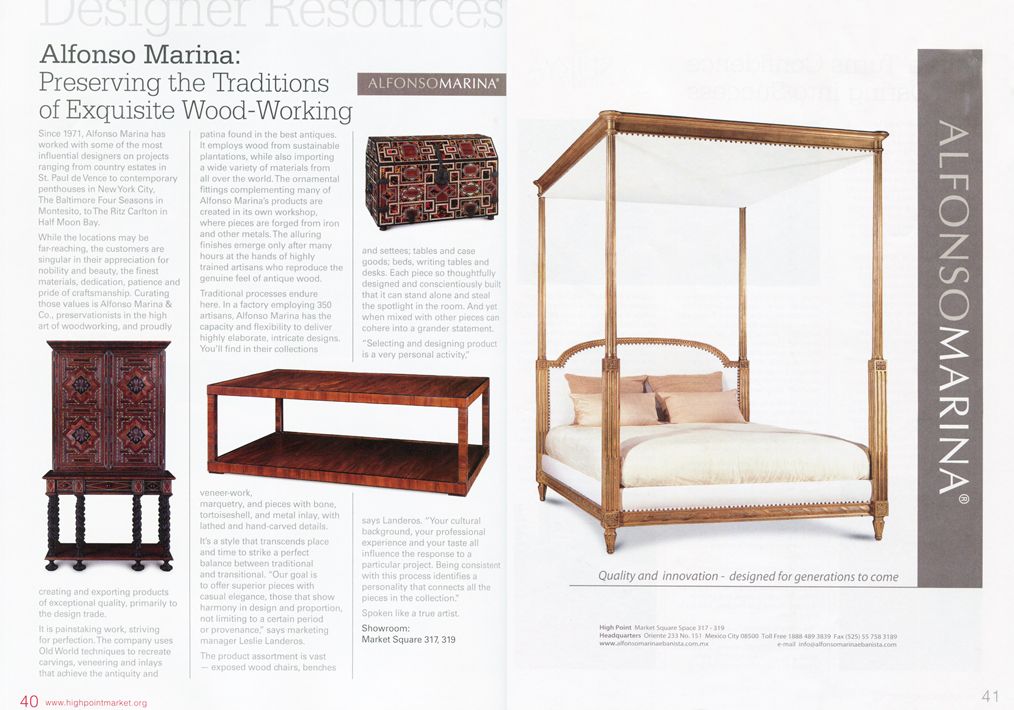 Designer Resources
Alfonso Marina:
Preserving the Traditions
of Exquisite Wood-Working
ALFONSOMARINA®
Since 1971, Alfonso Marina has
worked with some of the most
influential designers on projects
ranging from country estates in
St. Paul de Vence to contemporary
penthouses in New York City,
The Baltimore Four Seasons in
Montesito, to The Ritz Carlton in
Half Moon Bay.
While the locations may be
far-reaching, the customers are
singular in their appreciation for
nobility and beauty, the finest
materials, dedication, patience and
pride of craftsmanship. Curating
those values is Alfonso Marina &
Co., preservationists in the high
art of woodworking, and proudly
creating and exporting products
of exceptional quality, primarily to
the design trade.
It is painstaking work, striving
for perfection. The company uses
Old World techniques to recreate
carvings, veneering and inlays
that achieve the antiquity and
patina found in the best antiques.
It employs wood from sustainable
plantations, while also importing
a wide variety of materials from
all over the world. The ornamental
fittings complementing many of
Alfonso Marina's products are
created in its own workshop,
where pieces are forged from iron
and other metals. The alluring
finishes emerge only after many
hours at the hands of highly
trained artisans who reproduce the
genuine feel of antique wood.
Traditional processes endure
here. In a factory employing 350
artisans, Alfonso Marina has the
capacity and flexibility to deliver
highly elaborate, intricate designs.
You'll find in their collections
veneer-work,
marquetry, and pieces with bone,
tortoiseshell, and metal inlay, with
lathed and hand-carved details.
It's a style that transcends place
and time to strike a perfect
balance between traditional
and transitional. "Our goal is
to offer superior pieces with
casual elegance, those that show
harmony in design and proportion,
not limiting to a certain period
or provenance," says marketing
manager Leslie Landeros.
The product assortment is vast
— exposed wood chairs, benches
and settees; tables and case
goods; beds, writing tables and
desks. Each piece so thoughtfully
designed and conscientiously built
that it can stand alone and steal
the spotlight in the room. And yet
when mixed with other pieces can
cohere into a grander statement.
"Selecting and designing product
is a very personal activity,"
says Landeros. "Your cultural
background, your professional
experience and your taste all
influence the response to a
particular project. Being consistent
with this process identifies a
personality that connects all the
pieces in the collection."
Spoken like a true artist.
Showroom:
Market Square 317, 319
40 www.highpointmarket.org
ALFONSOMARINA®
Quality and innovation - designed for generations to come
High Point Market Square Space 317 - 319
Headquarters Oriente 233 No. 151 Mexico City 08500 Toll Free 1888 489 3839 Fax (525) 55 758 3189
www.alfonsomarinaebanista.com.mx e-mail info@alfonsomarinaebanista.com
41